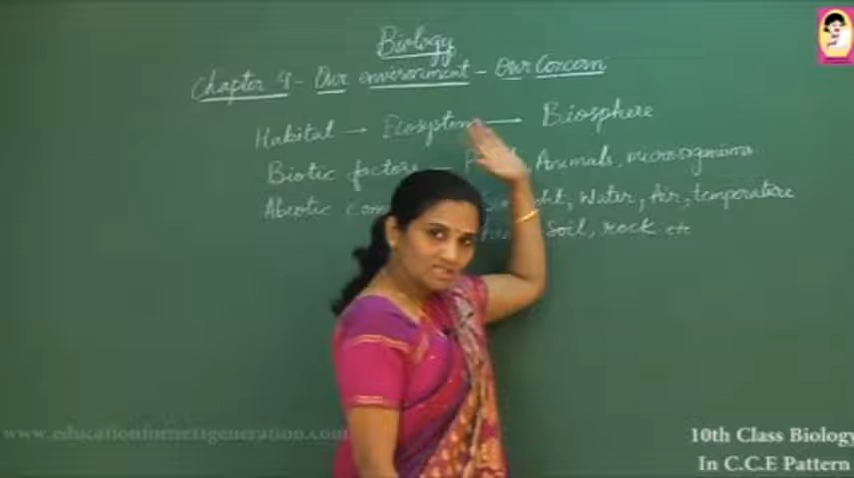 Biology
Chapter 9 - Our environment - Our Concern
Habitat → Ecosystem → Biosphere
Biotic factors - Animals, microorganisms
Abiotic Water, Air, temperature
soil, rock etc
www.educationfornextgeneration.com
10th Class Biology
In C.C.E Pattern